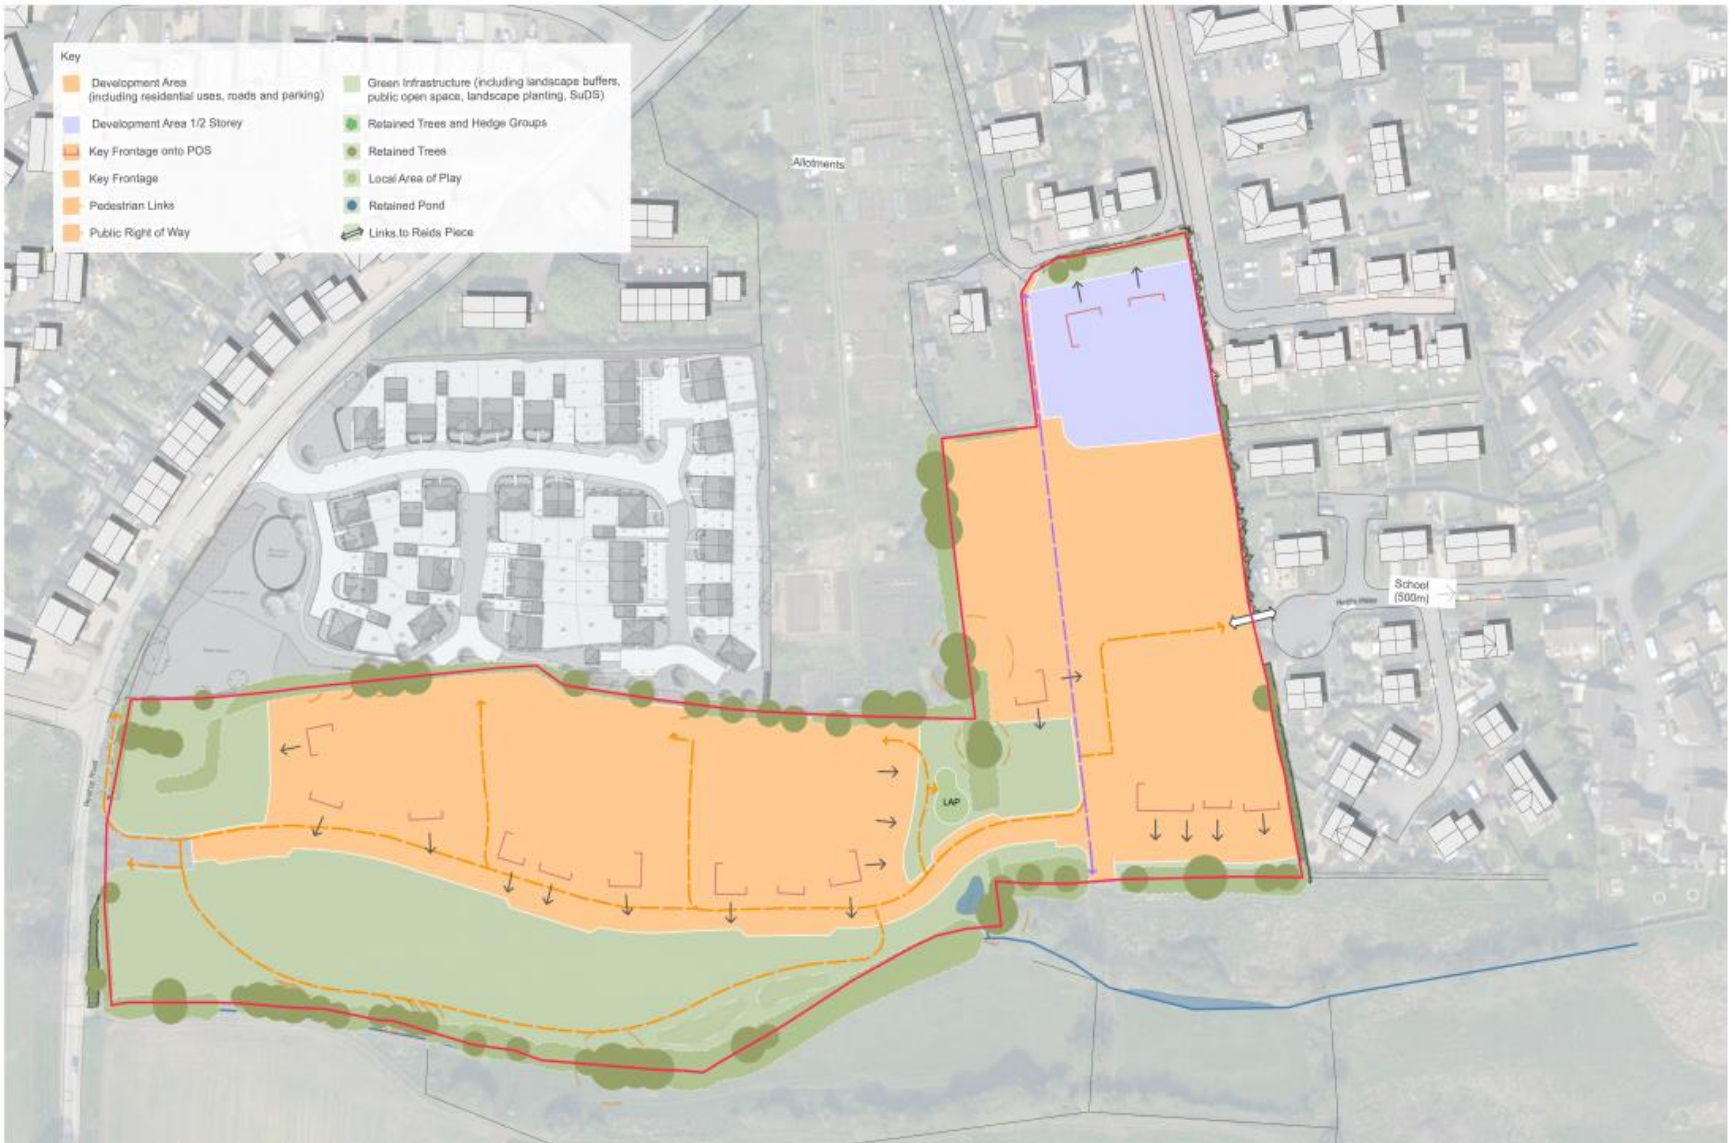 Key
Development Area
(including residential uses, roads and parking)
Development Area 1/2 Storey
Key Frontage onto POS
Key Frontage
Pedestrian Links
Public Right of Way
Green Infrastructure (including landscape buffers,
public open space, landscape planting, SuDS)
Retained Trees and Hedge Groups
Retained Trees
Local Area of Play
Retained Pond
Links to Reids Piece
Allotments
School
(500m)
LAP